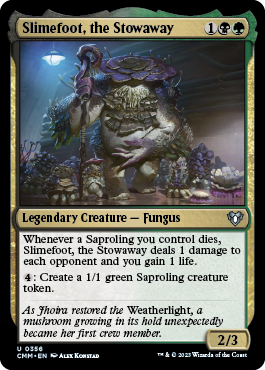 Slimefoot, the Stowaway 1
Legendary Creature — Fungus
Whenever a Saproling you control dies,
Slimefoot, the Stowaway deals 1 damage to
each opponent and you gain 1 life.
4: Create a 1/1 green Saproling creature
token.
As Jhoira restored the Weatherlight, a
mushroom growing in its hold unexpectedly
became her first crew member.
2/3
U 0356
CMM • EN ALEX KONSTAD
™ & © 2023 Wizards of the Coast